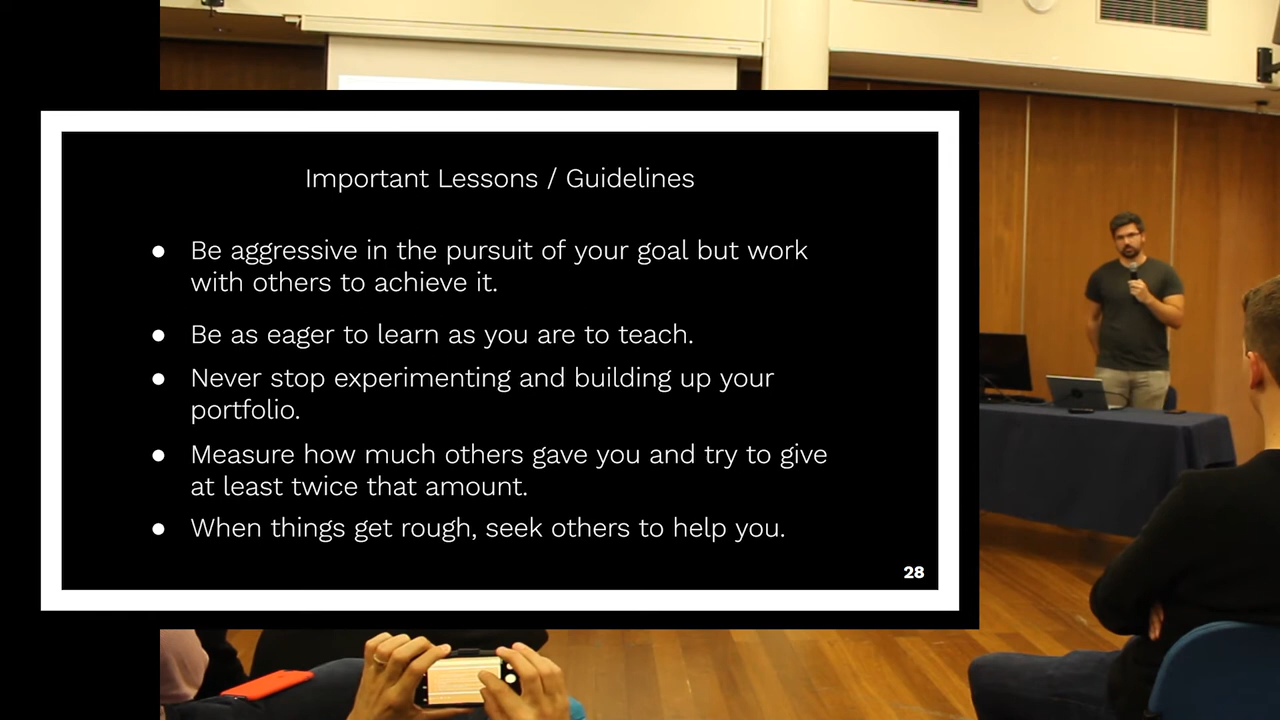 Important Lessons / Guidelines
● Be aggressive in the pursuit of your goal but work
with others to achieve it.
● Be as eager to learn as you are to teach.
● Never stop experimenting and building up your
portfolio.
● Measure how much others gave you and try to give
at least twice that amount.
● When things get rough, seek others to help you.
28